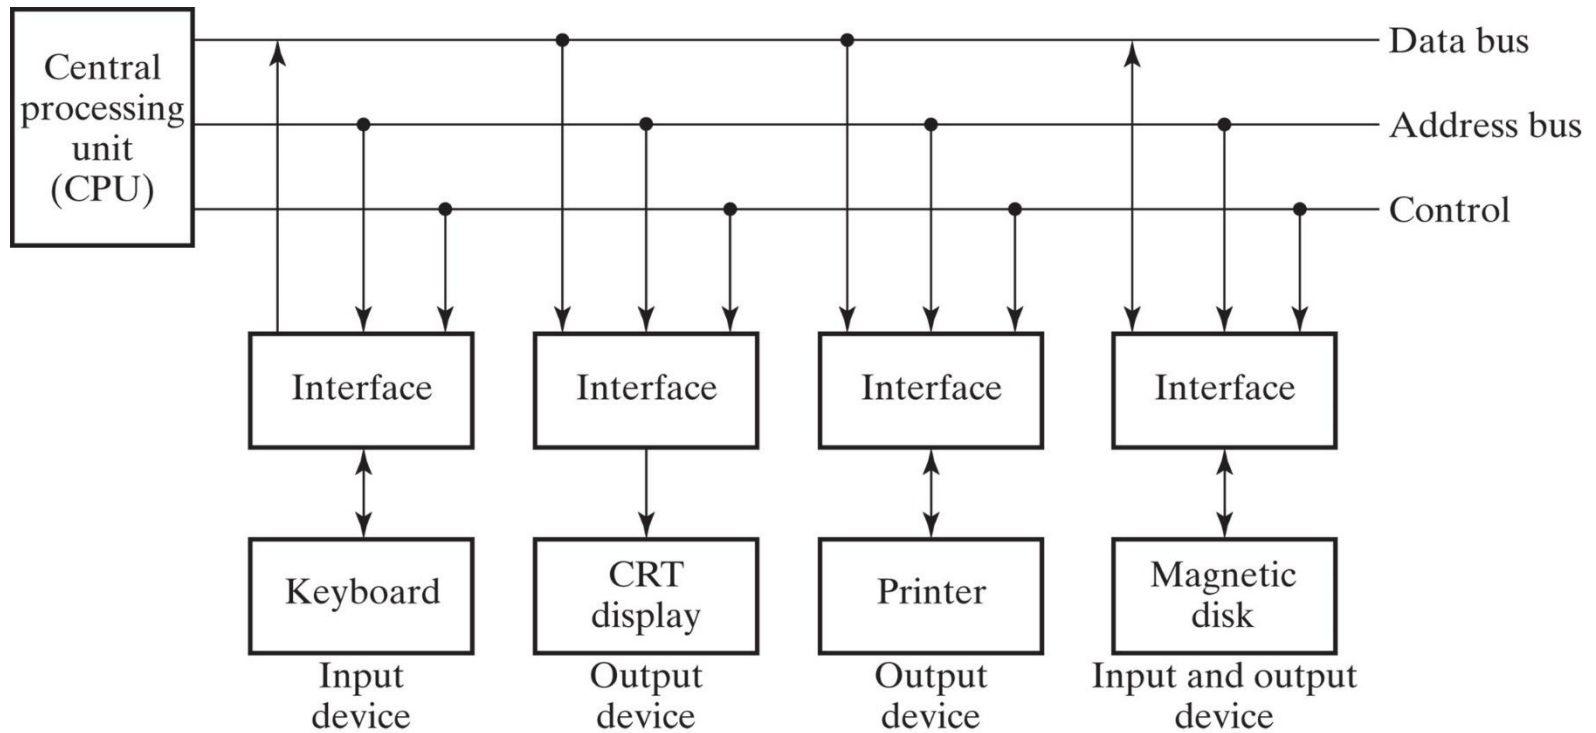 Central
processing
unit
(CPU)
Data bus
Address bus
Control
Interface
Interface
Interface
Interface
Keyboard
CRT
display
Printer
Magnetic
disk
Input
device
Output
device
Output
device
Input and output
device